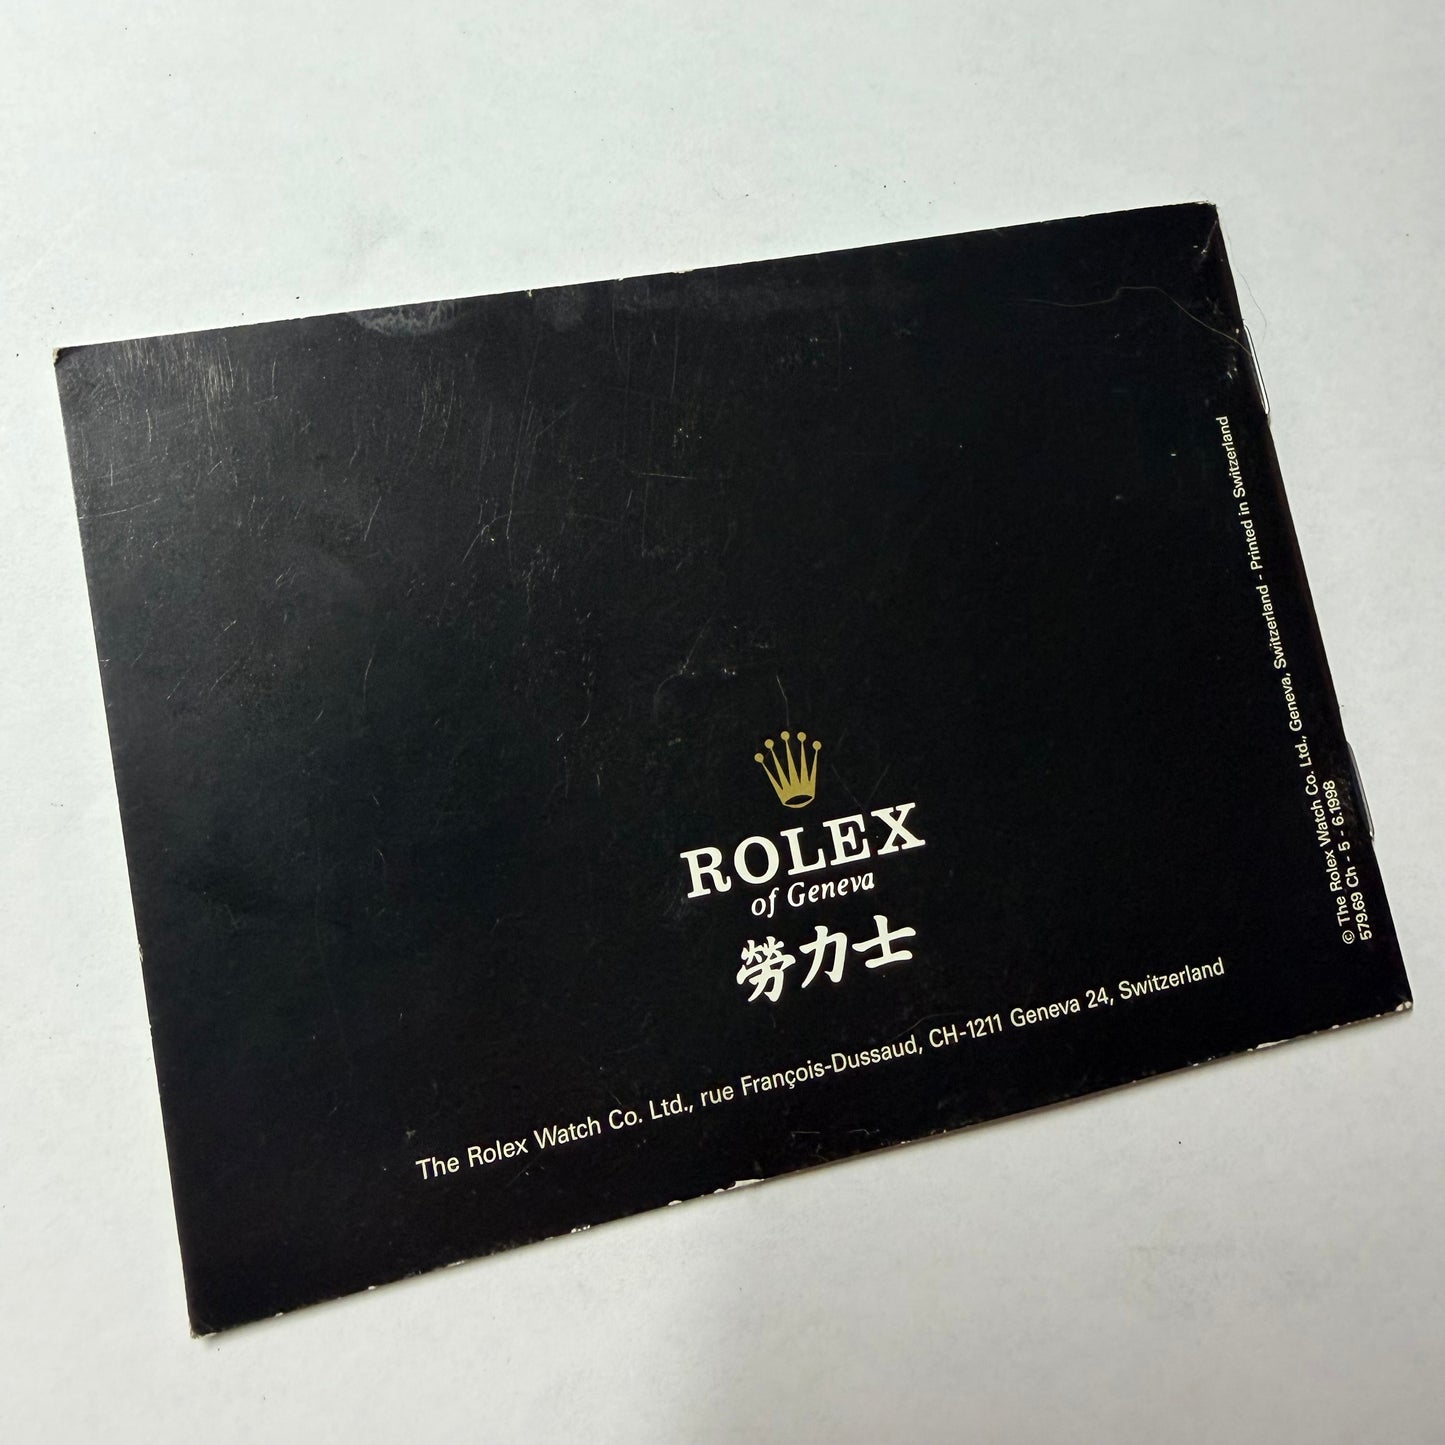 ROLEX
of Geneva
勞力士
The Rolex Watch Co. Ltd., rue François-Dussaud, CH-1211 Geneva 24, Switzerland
© The Rolex Watch Co. Ltd., Geneva, Switzerland - Printed in Switzerland
579.69 Ch - 5 - 6.1998